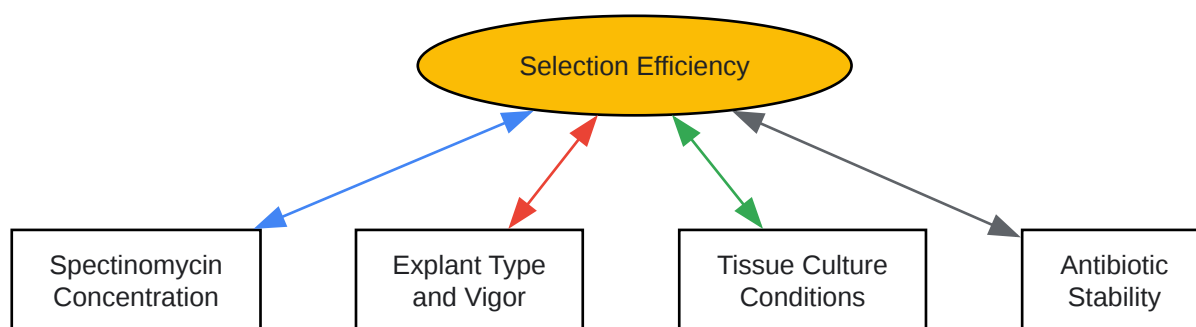 Selection Efficiency
Spectinomycin
Concentration
Explant Type
and Vigor
Tissue Culture
Conditions
Antibiotic
Stability